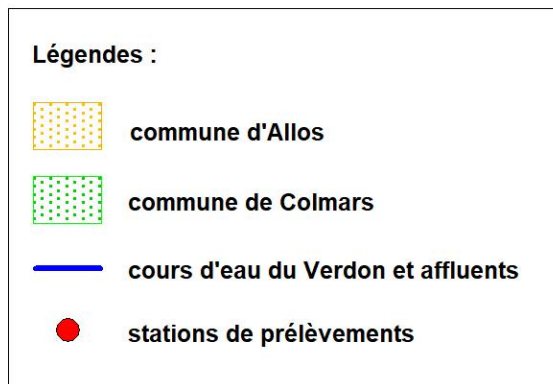 Légendes :
commune d'Allos
commune de Colmars
cours d'eau du Verdon et affluents
stations de prélèvements